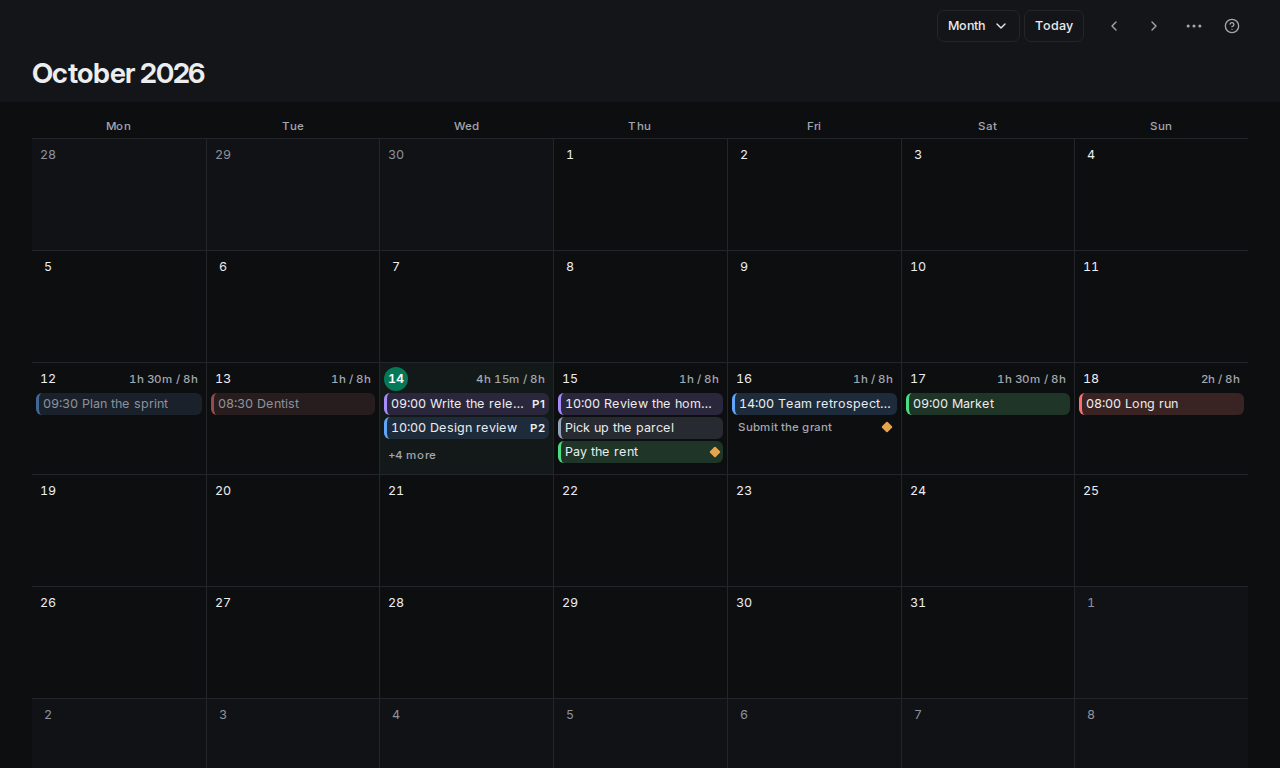 Month Today
October 2026
Mon Tue Wed Thu Fri Sat Sun
28 29 30 1 2 3 4
5 6 7 8 9 10 11
12 1h 30m / 8h 13 1h / 8h 14 4h 15m / 8h 15 1h / 8h 16 1h / 8h 17 1h 30m / 8h 18 2h / 8h
09:30 Plan the sprint 08:30 Dentist 09:00 Write the rele... P1 10:00 Review the hom... 14:00 Team retrospect... 09:00 Market 08:00 Long run
10:00 Design review P2 Pick up the parcel Submit the grant
+4 more Pay the rent
19 20 21 22 23 24 25
26 27 28 29 30 31 1
2 3 4 5 6 7 8